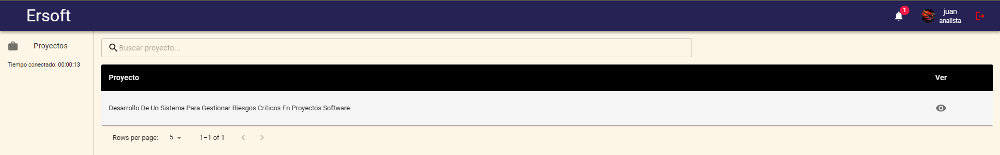 Ersoft
1
juan
analista
Proyectos
Tiempo conectado: 00:00:13
Buscar proyecto...
Proyecto Ver
Desarrollo De Un Sistema Para Gestionar Riesgos Criticos En Proyectos Software
Rows per page: 5 1–1 of 1